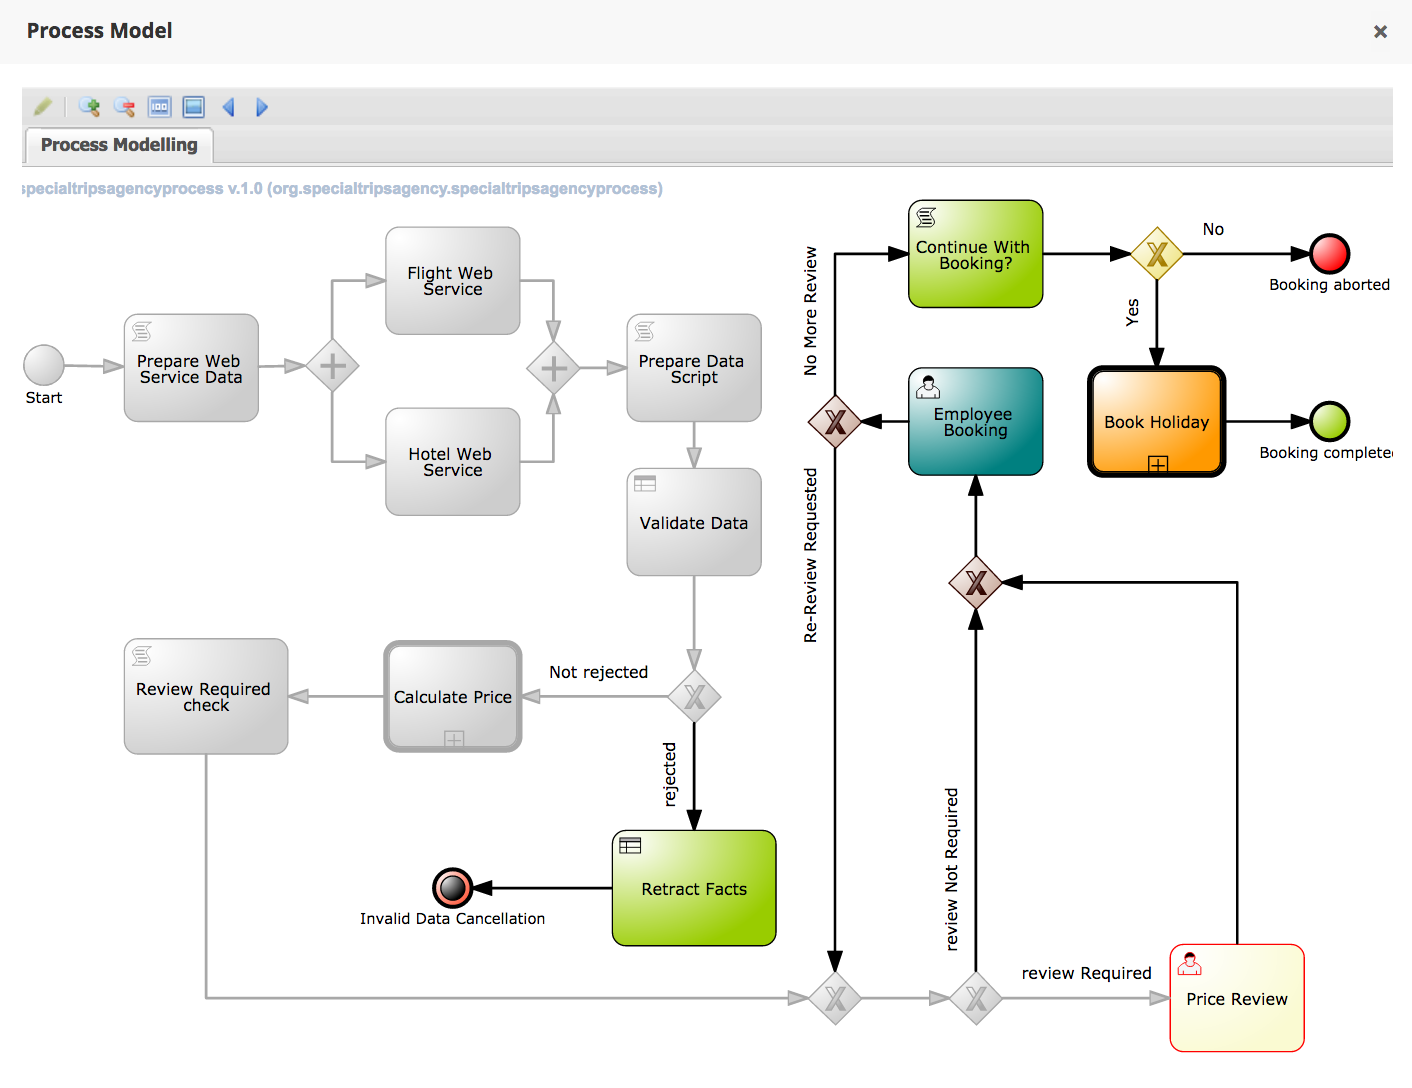 Process Model
Process Modelling
specialtripsagencyprocess v.1.0 (org.specialtripsagency.specialtripsagencyprocess)
Start
Prepare Web
Service Data
Flight Web
Service
Hotel Web
Service
Prepare Data
Script
Validate Data
Not rejected
Calculate Price
Review Required
check
rejected
Retract Facts
Invalid Data Cancellation
No More Review
Re-Review Requested
Continue With
Booking?
No
Booking aborted
Yes
Employee
Booking
Book Holiday
Booking complete
review Not Required
review Required
Price Review